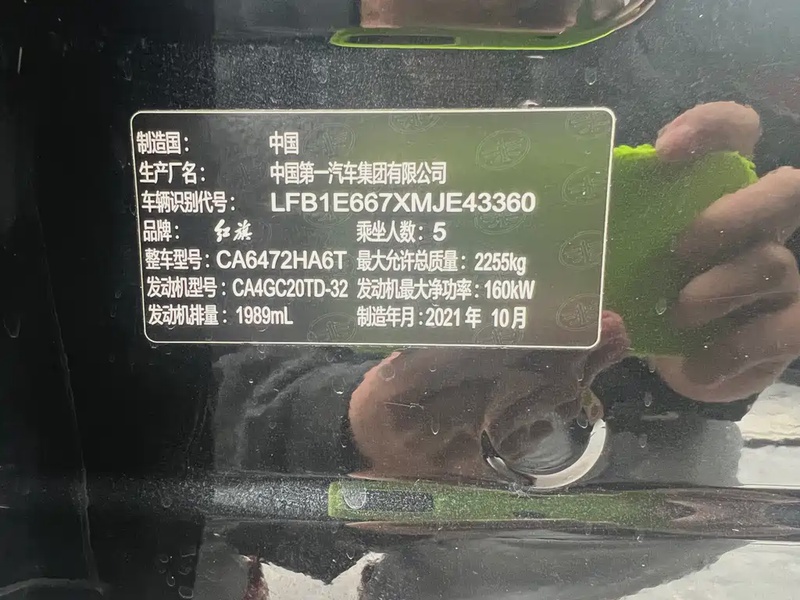 制造国： 中国
生产厂名： 中国第一汽车集团有限公司
车辆识别代号： LFB1E667XMJE43360
品牌： 红旗 乘坐人数：5
整车型号：CA6472HA6T 最大允许总质量：2255kg
发动机型号：CA4GC20TD-32 发动机最大净功率：160kW
发动机排量：1989mL 制造年月：2021年 10月